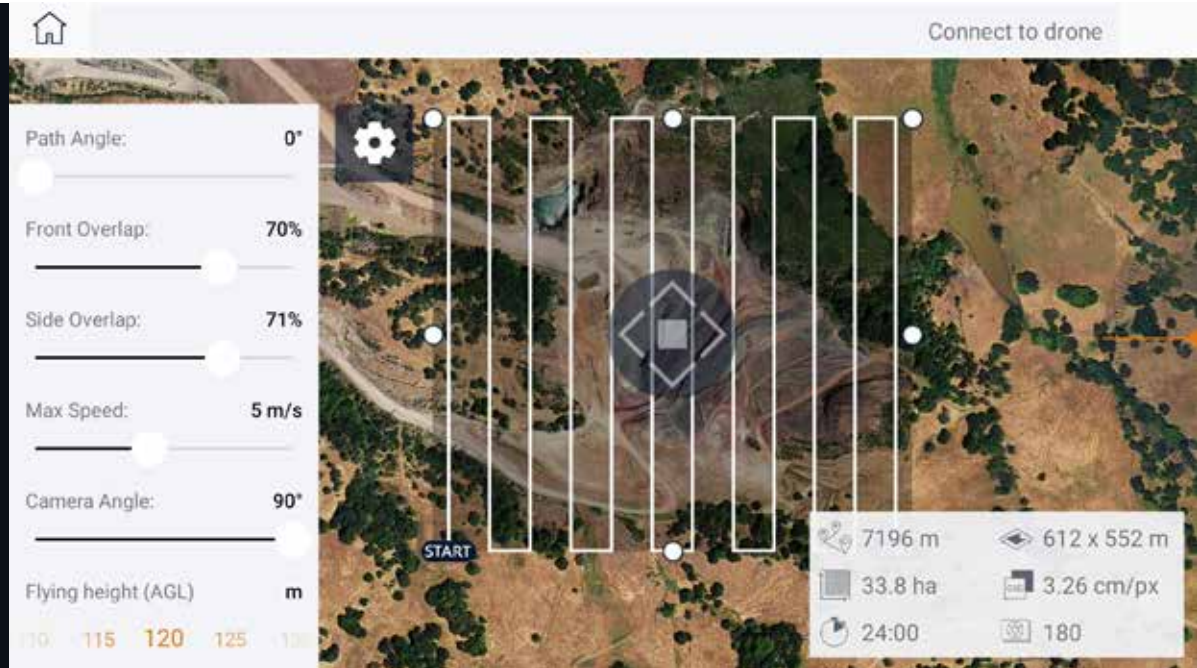 Connect to drone
Path Angle: 0°
Front Overlap: 70%
Side Overlap: 71%
Max Speed: 5 m/s
Camera Angle: 90°
Flying height (AGL) m
115 120 125
START
7196 m 612 x 552 m
33.8 ha 3.26 cm/px
24:00 180